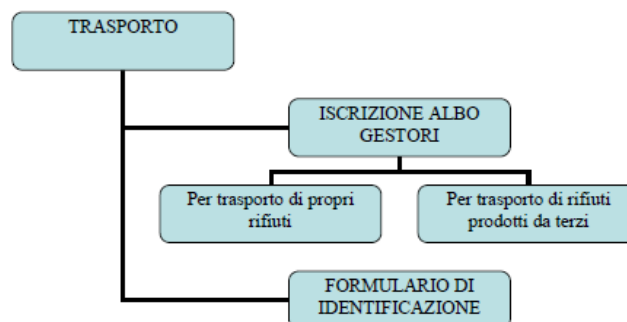 TRASPORTO
ISCRIZIONE ALBO
GESTORI
Per trasporto di propri
rifiuti
Per trasporto di rifiuti
prodotti da terzi
FORMULARIO DI
IDENTIFICAZIONE